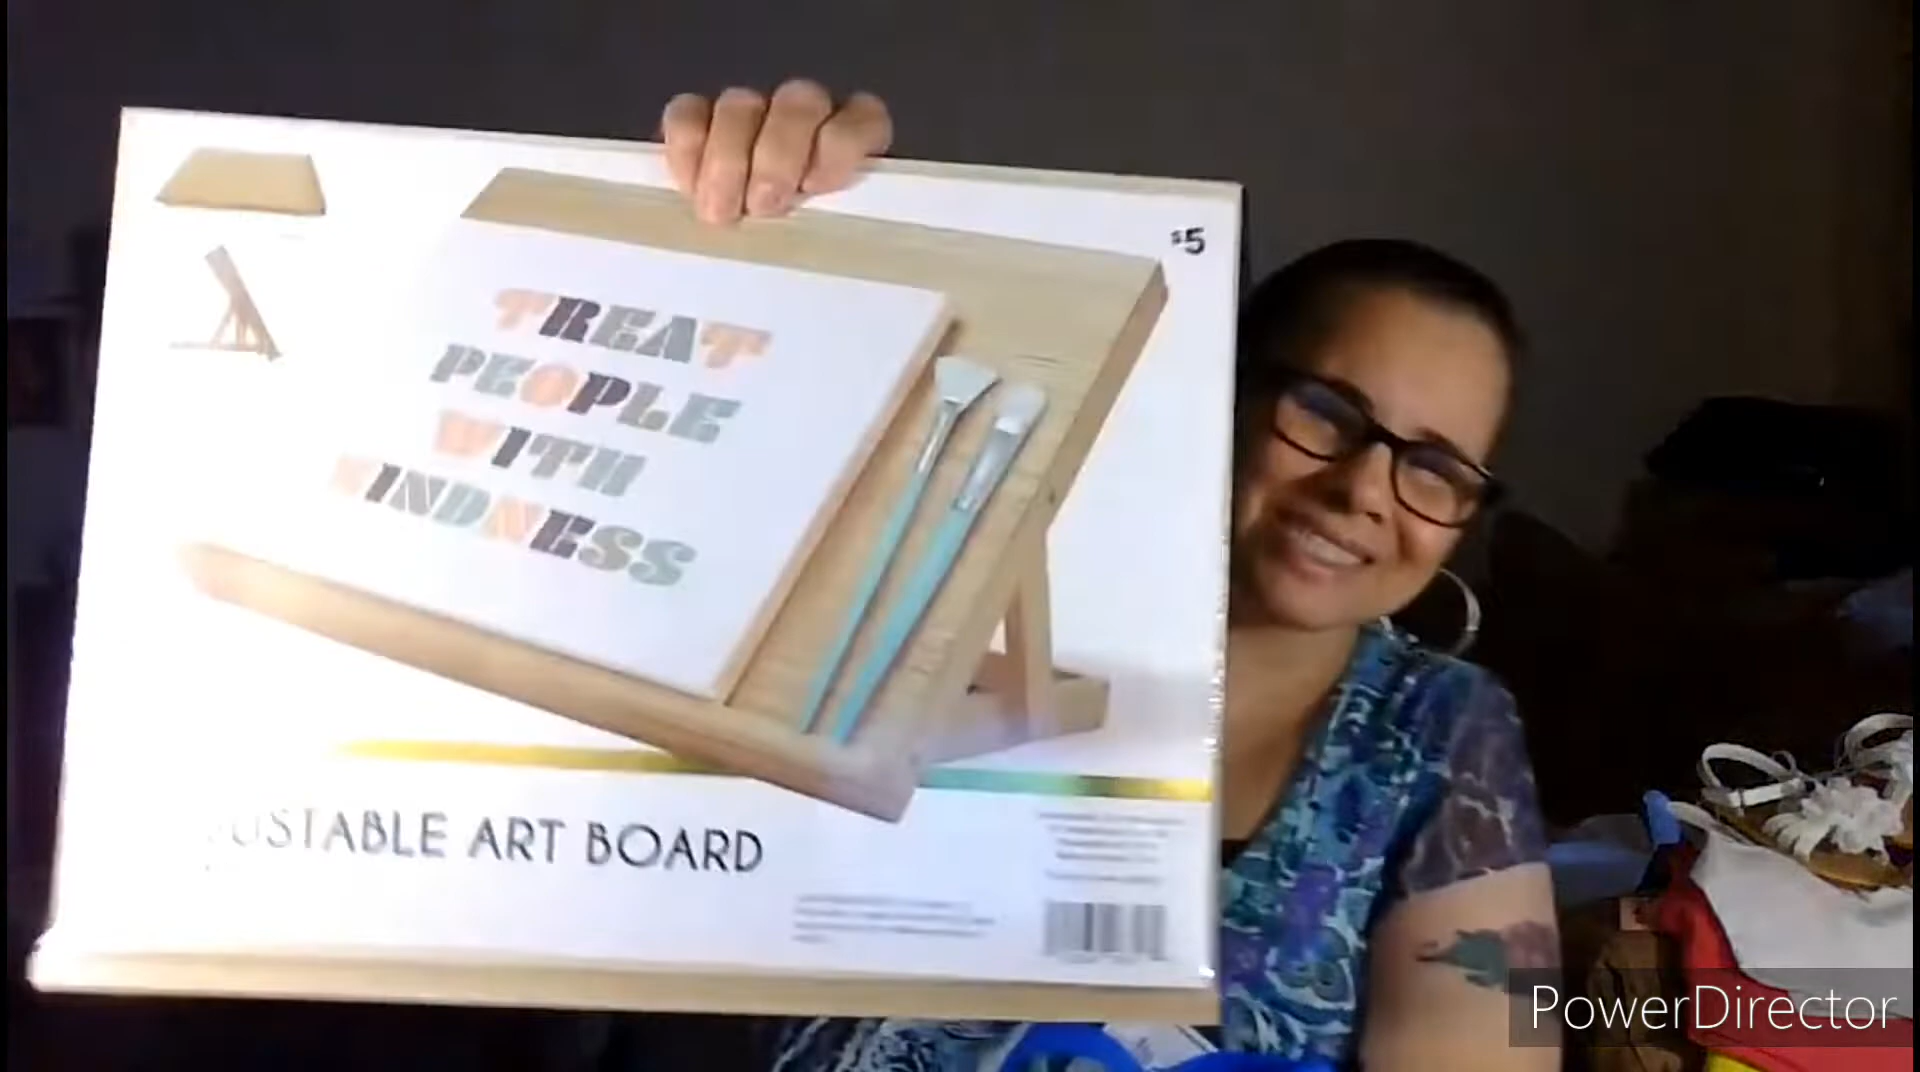 $5
TREAT
PEOPLE
WITH
KINDNESS
USTABLE ART BOARD
PowerDirector